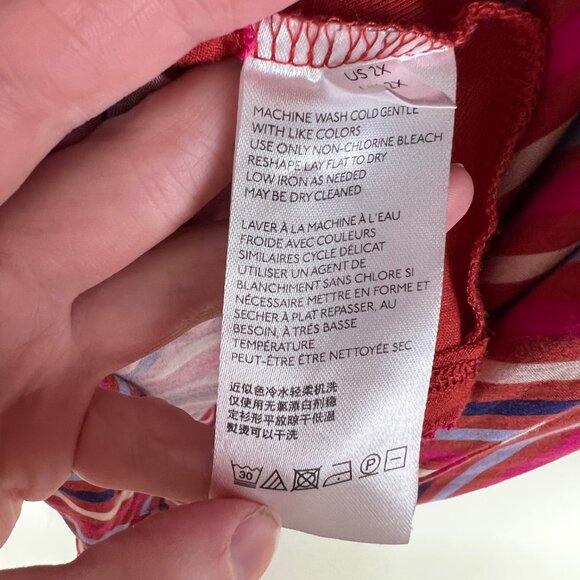 US 2X
2X
MACHINE WASH COLD GENTLE
WITH LIKE COLORS
USE ONLY NON-CHLORINE BLEACH
RESHAPE LAY FLAT TO DRY
LOW IRON AS NEEDED
MAY BE DRY CLEANED
LAVER À LA MACHINE À L'EAU
FROIDE AVEC COULEURS
SIMILAIRES CYCLE DÉLICAT
UTILISER UN AGENT DE
BLANCHIMENT SANS CHLORE SI
NÉCESSAIRE METTRE EN FORME ET
SÉCHER À PLAT REPASSER, AU
BESOIN, À TRÈS BASSE
TEMPÉRATURE
PEUT-ÊTRE ÊTRE NETTOYÉE SEC
近似色冷水轻柔机洗
仅使用无氯漂白剂稳
定衫形平放晾干低温
熨烫可以干洗
30 P